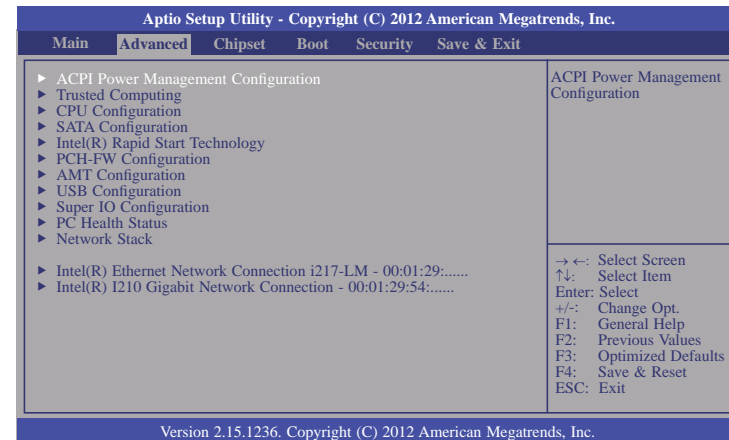 Aptio Setup Utility - Copyright (C) 2012 American Megatrends, Inc.
Main Advanced Chipset Boot Security Save & Exit
▶ ACPI Power Management Configuration
▶ Trusted Computing
▶ CPU Configuration
▶ SATA Configuration
▶ Intel(R) Rapid Start Technology
▶ PCH-FW Configuration
▶ AMT Configuration
▶ USB Configuration
▶ Super IO Configuration
▶ PC Health Status
▶ Network Stack
▶ Intel(R) Ethernet Network Connection i217-LM - 00:01:29:......
▶ Intel(R) I210 Gigabit Network Connection - 00:01:29:54:......
ACPI Power Management
Configuration
→←: Select Screen
↑↓: Select Item
Enter: Select
+/-: Change Opt.
F1: General Help
F2: Previous Values
F3: Optimized Defaults
F4: Save & Reset
ESC: Exit
Version 2.15.1236. Copyright (C) 2012 American Megatrends, Inc.